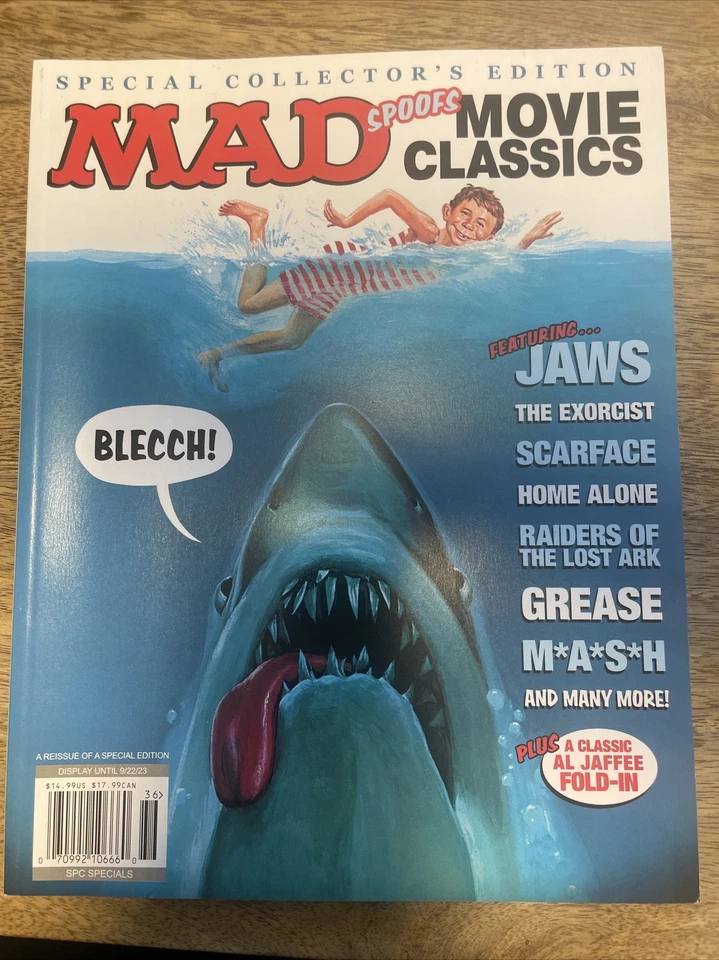 SPECIAL COLLECTOR'S EDITION
MAD SPOOFS MOVIE
CLASSICS
FEATURING...
JAWS
THE EXORCIST
SCARFACE
HOME ALONE
RAIDERS OF
THE LOST ARK
GREASE
M*A*S*H
AND MANY MORE!
PLUS A CLASSIC
AL JAFFEE
FOLD-IN
BLECCH!
A REISSUE OF A SPECIAL EDITION
DISPLAY UNTIL 9/22/23
$14.99US $17.99CAN
36>
0 70992 10666 0
SPC SPECIALS